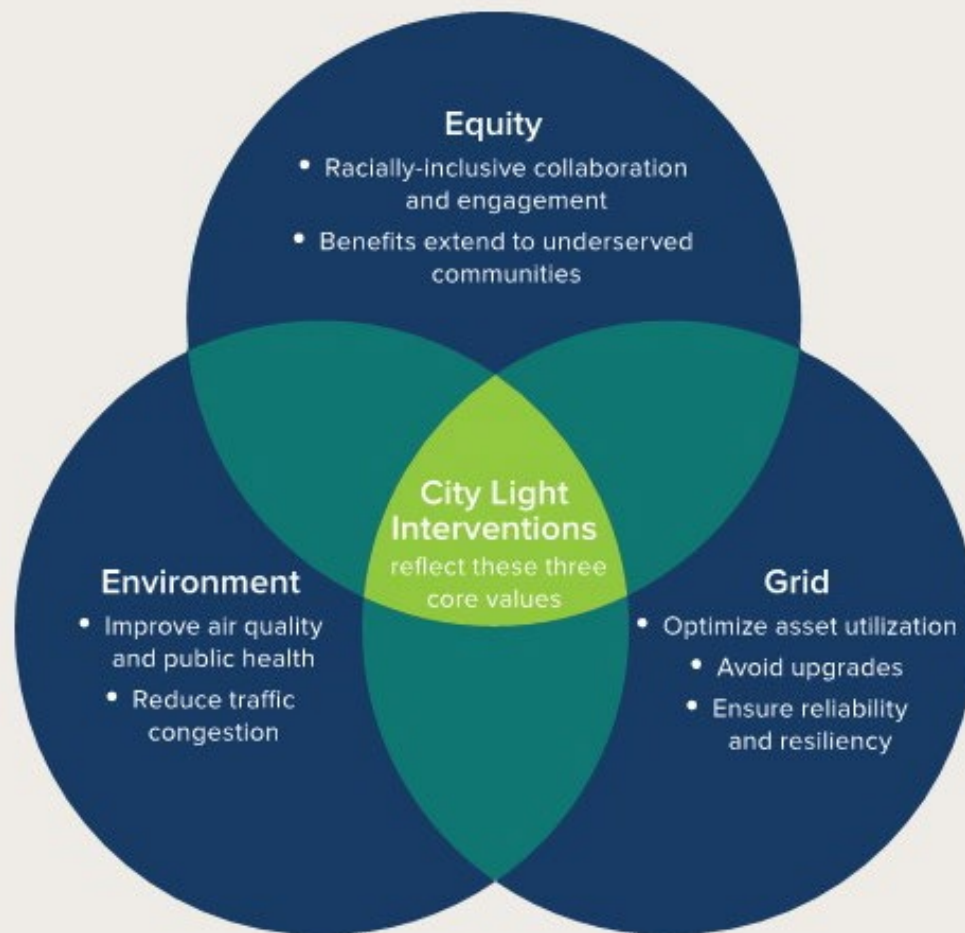 Equity
• Racially-inclusive collaboration
and engagement
• Benefits extend to underserved
communities
City Light
Interventions
reflect these three
core values
Environment
• Improve air quality
and public health
• Reduce traffic
congestion
Grid
• Optimize asset utilization
• Avoid upgrades
• Ensure reliability
and resiliency